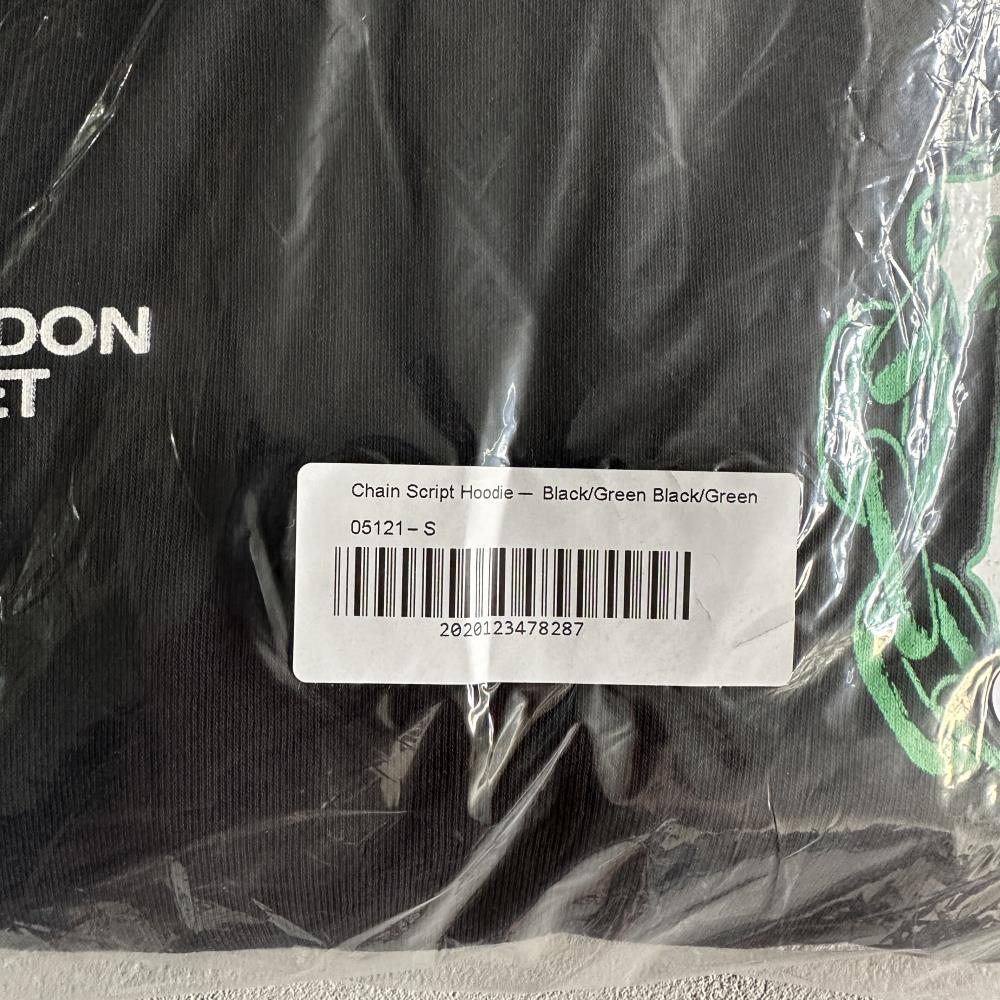 DON
ET
Chain Script Hoodie — Black/Green Black/Green
05121 – S
2020123478287